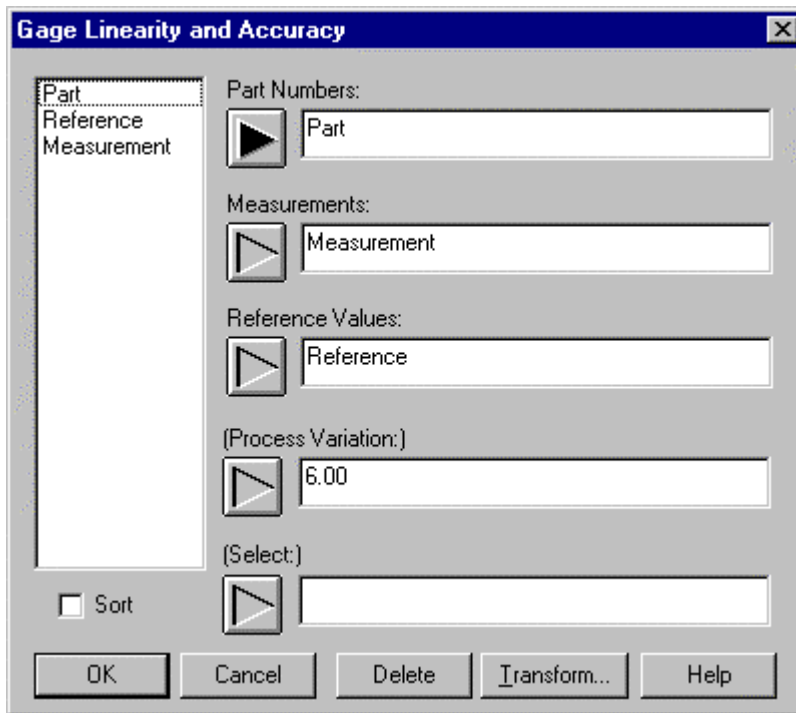 Gage Linearity and Accuracy
Part
Reference
Measurement
Part Numbers:
Part
Measurements:
Measurement
Reference Values:
Reference
(Process Variation:)
6.00
(Select:)
Sort
OK
Cancel
Delete
Transform...
Help